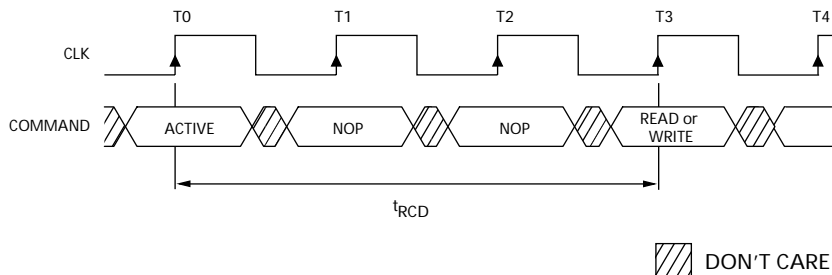 T0 T1 T2 T3 T4
CLK
COMMAND ACTIVE NOP NOP READ or
WRITE
tRCD
DON'T CARE